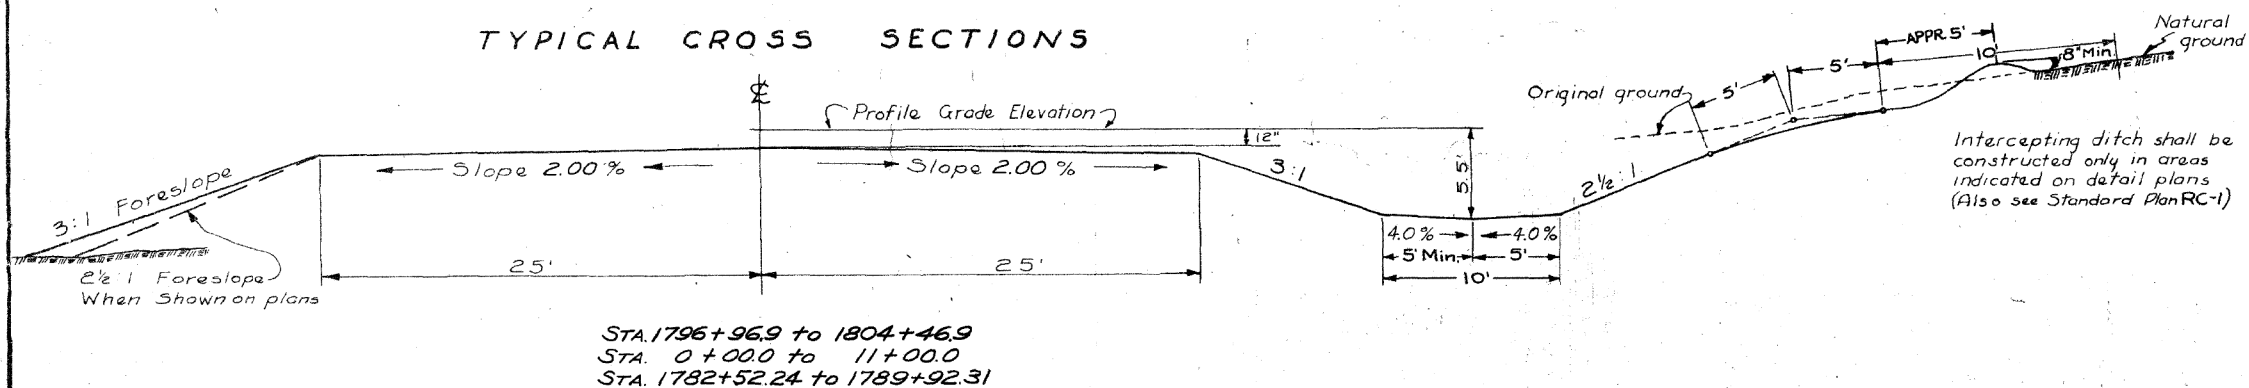 TYPICAL CROSS SECTIONS
Natural
ground
APPR. 5'
10'
8" Min.
5'
5'
Original ground
℄
Profile Grade Elevation
12"
5.5'
Intercepting ditch shall be
constructed only in areas
indicated on detail plans
(Also see Standard Plan RC-1)
3:1 Foreslope
Slope 2.00 %
Slope 2.00 %
3:1
2½:1
4.0%
4.0%
5' Min.
5'
10'
25'
25'
2½:1 Foreslope
When Shown on plans
STA. 1796+96.9 to 1804+46.9
STA. 0+00.0 to 11+00.0
STA. 1782+52.24 to 1789+92.31